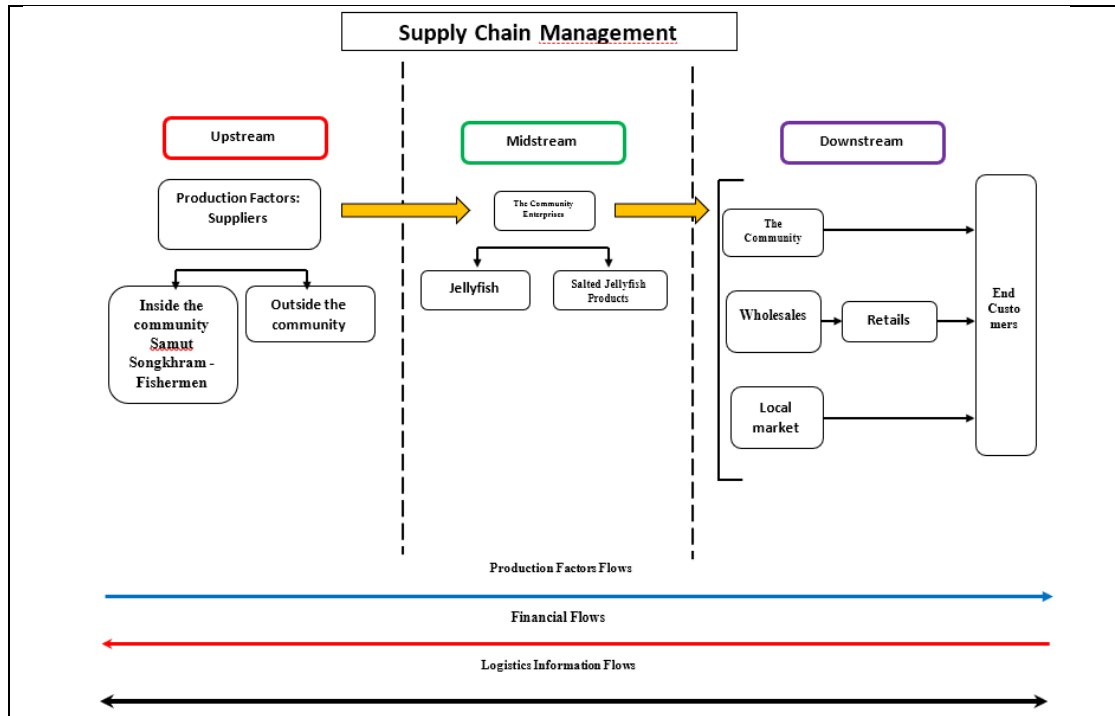 Supply Chain Management
Upstream
Midstream
Downstream
Production Factors:
Suppliers
Inside the
community
Samut
Songkhram -
Fishermen
Outside the
community
The Community
Enterprises
Jellyfish
Salted Jellyfish
Products
The
Community
Wholesales
Retails
Local
market
End
Custo
mers
Production Factors Flows
Financial Flows
Logistics Information Flows